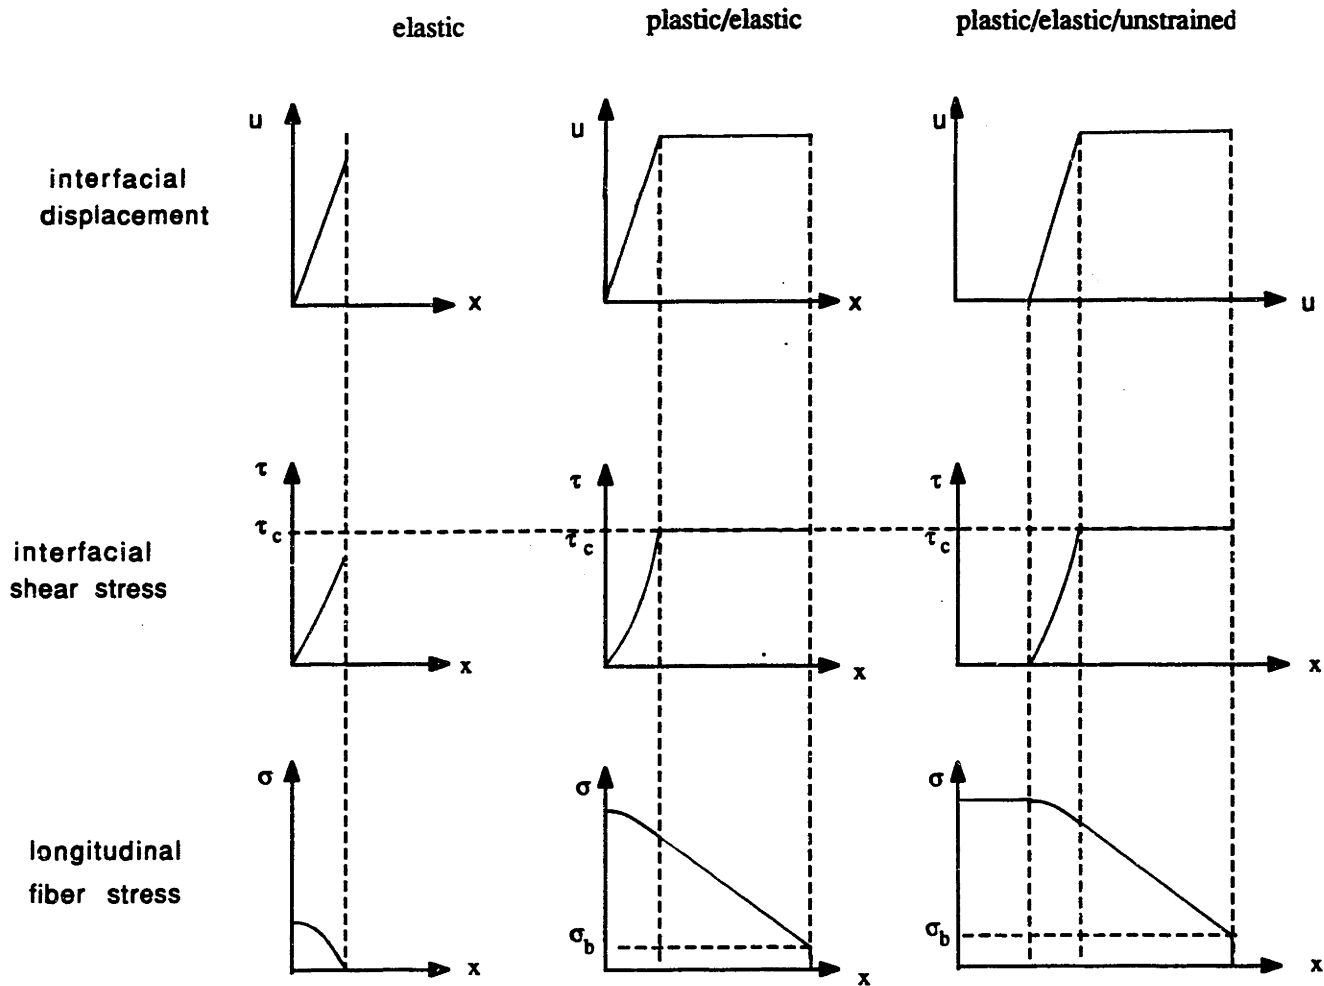 elastic plastic/elastic plastic/elastic/unstrained
interfacial
displacement
u
x
u
x
u
u
interfacial
shear stress
τ
τc
x
τ
τc
x
τ
τc
x
longitudinal
fiber stress
σ
x
σ
σb
x
σ
σb
x